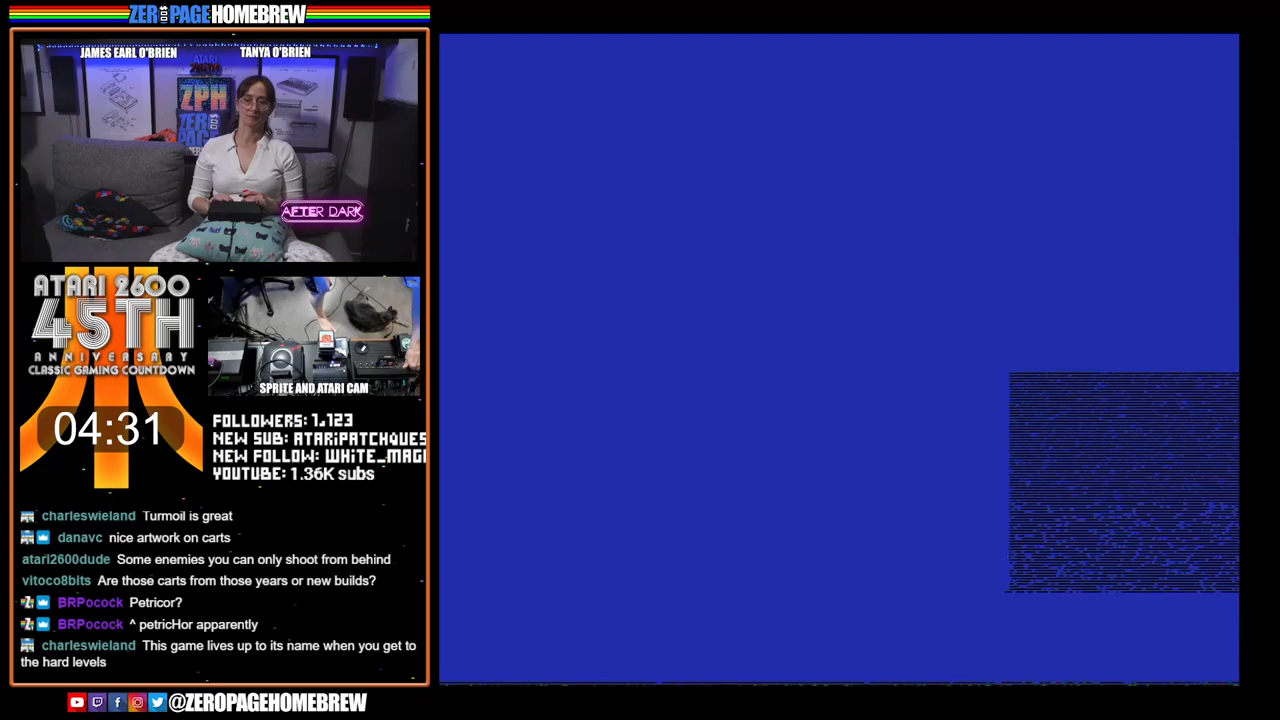 ZEROPAGEHOMEBREW
JAMES EARL O'BRIEN
TANYA O'BRIEN
ATARI
ZPH
ZERO
PAGE
AFTER DARK
ATARI 2600
45TH
ANNIVERSARY
CLASSIC GAMING COUNTDOWN
04:31
SPRITE AND ATARI CAM
FOLLOWERS: 1,123
NEW SUB: ATARIPATCHQUES
NEW FOLLOW: WHITE_MAG
YOUTUBE: 1.36K subs
charleswieland Turmoil is great
danavc nice artwork on carts
atari2600dude Some enemies you can only shoot from behind
vitoco8bits Are those carts from those years or new builds?
BRPocock Petricor?
BRPocock ^ petricHor apparently
charleswieland This game lives up to its name when you get to
the hard levels
@ZEROPAGEHOMEBREW